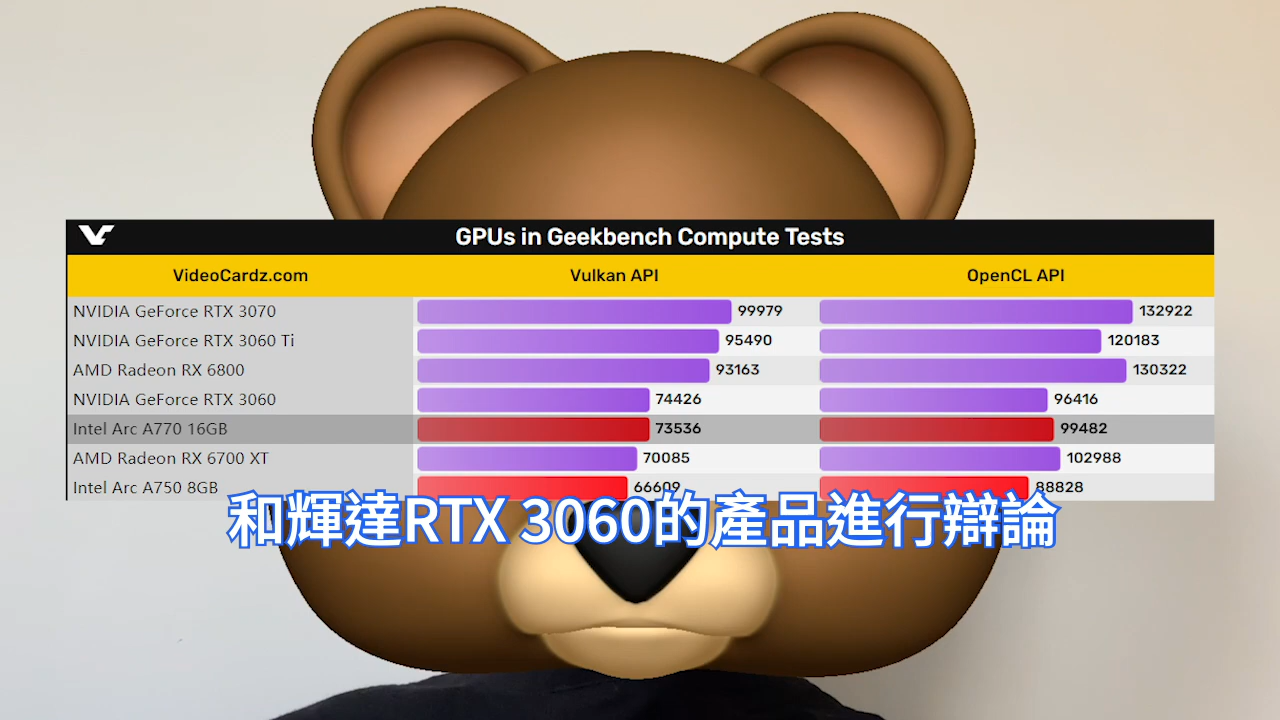 GPUs in Geekbench Compute Tests
VideoCardz.com Vulkan API OpenCL API
NVIDIA GeForce RTX 3070 99979 132922
NVIDIA GeForce RTX 3060 Ti 95490 120183
AMD Radeon RX 6800 93163 130322
NVIDIA GeForce RTX 3060 74426 96416
Intel Arc A770 16GB 73536 99482
AMD Radeon RX 6700 XT 70085 102988
Intel Arc A750 8GB 66609 88828
和輝達RTX 3060的產品進行辯論